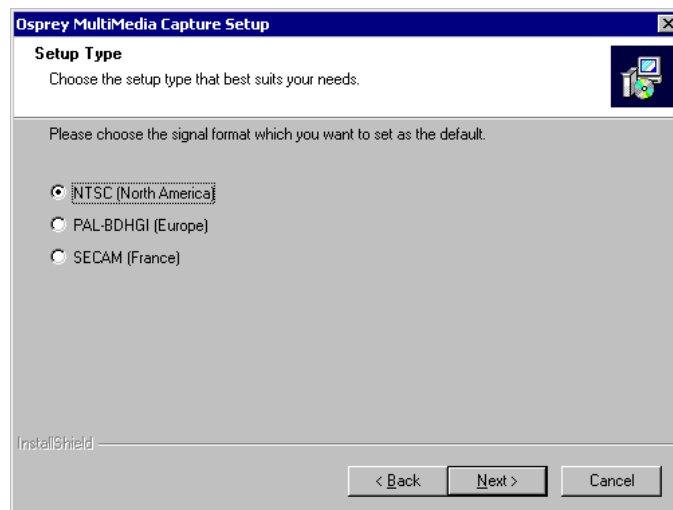 Osprey MultiMedia Capture Setup
Setup Type
Choose the setup type that best suits your needs.
Please choose the signal format which you want to set as the default.
NTSC (North America)
PAL-BDHGI (Europe)
SECAM (France)
InstallShield
< Back
Next >
Cancel